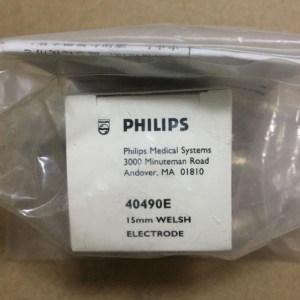 PHILIPS
Philips Medical Systems
3000 Minuteman Road
Andover, MA 01810
40490E
15mm WELSH
ELECTRODE